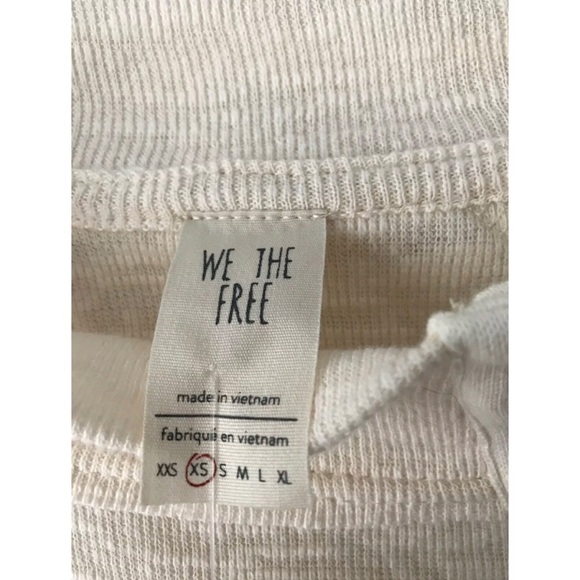 WE THE
FREE
made in vietnam
fabriqué en vietnam
XXS XS S M L XL